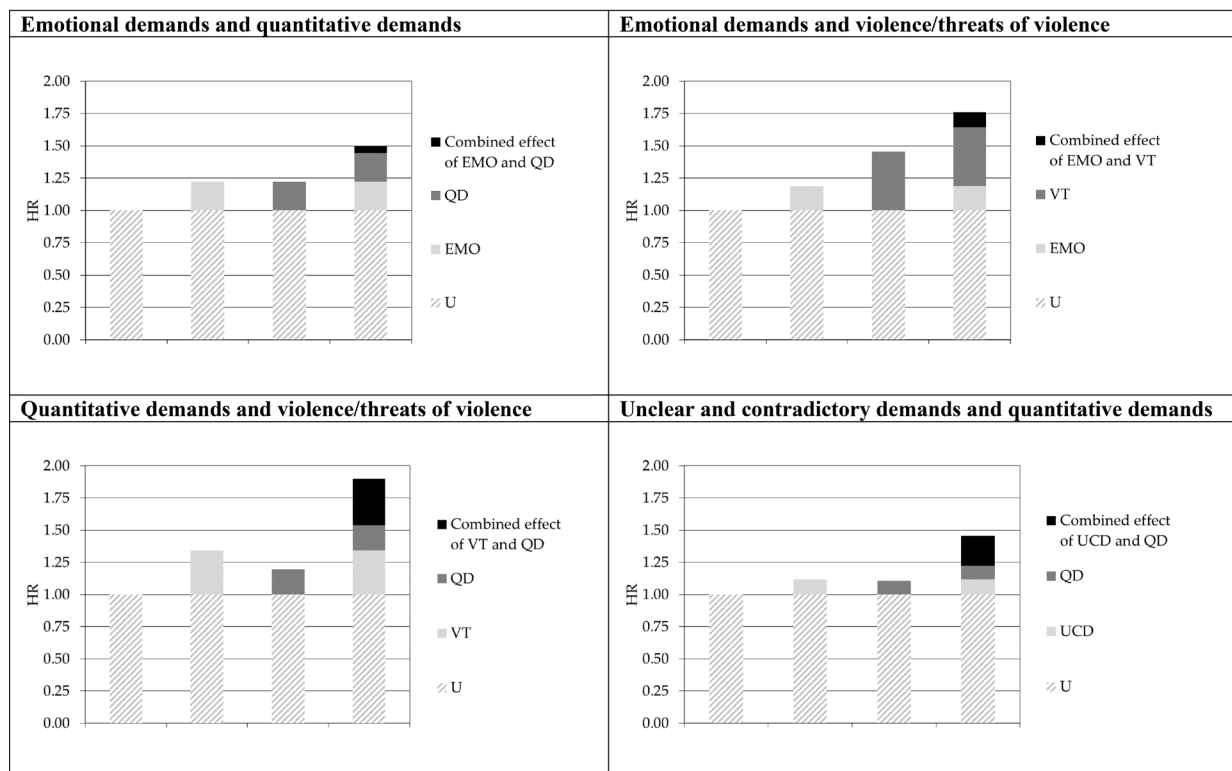 Emotional demands and quantitative demands
2.00
1.75
1.50
1.25
1.00
0.75
0.50
0.25
0.00
HR
Combined effect
of EMO and QD
QD
EMO
U
Emotional demands and violence/threats of violence
2.00
1.75
1.50
1.25
1.00
0.75
0.50
0.25
0.00
HR
Combined effect
of EMO and VT
VT
EMO
U
Quantitative demands and violence/threats of violence
2.00
1.75
1.50
1.25
1.00
0.75
0.50
0.25
0.00
HR
Combined effect
of VT and QD
QD
VT
U
Unclear and contradictory demands and quantitative demands
2.00
1.75
1.50
1.25
1.00
0.75
0.50
0.25
0.00
HR
Combined effect
of UCD and QD
QD
UCD
U